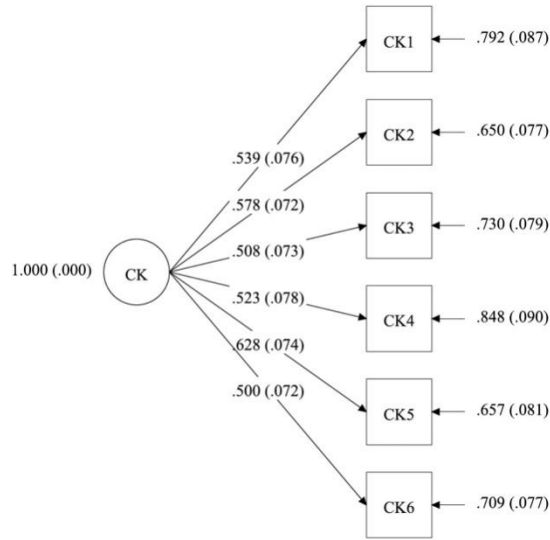 CK1
.792 (.087)
CK2
.650 (.077)
.539 (.076)
.578 (.072)
CK3
.730 (.079)
.508 (.073)
1.000 (.000)
CK
.523 (.078)
CK4
.848 (.090)
.628 (.074)
.500 (.072)
CK5
.657 (.081)
CK6
.709 (.077)